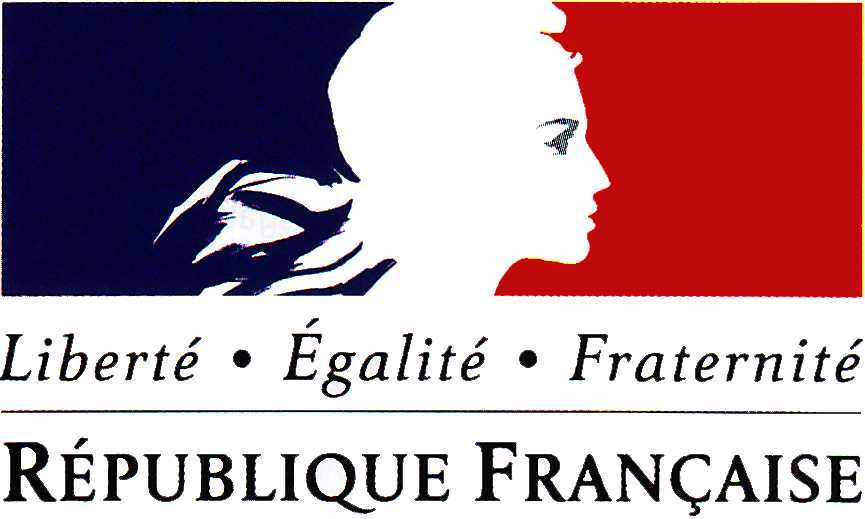 Liberté • Égalité • Fraternité
RÉPUBLIQUE FRANÇAISE